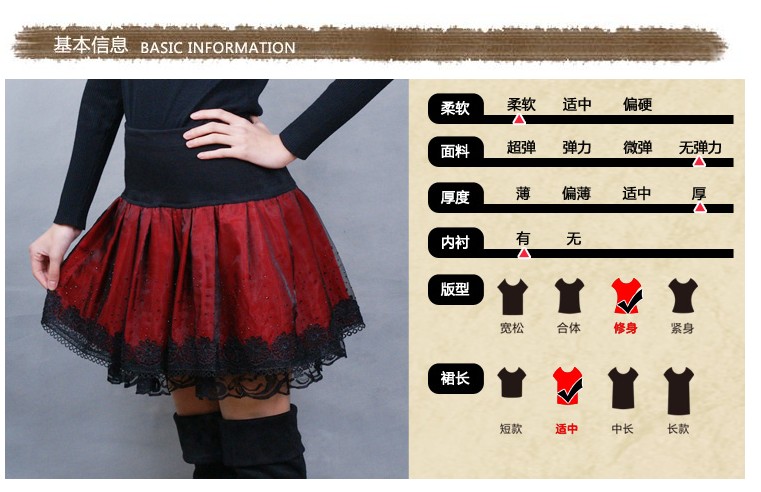 基本信息 BASIC INFORMATION
柔软 柔软 适中 偏硬
面料 超弹 弹力 微弹 无弹力
厚度 薄 偏薄 适中 厚
内衬 有 无
版型
宽松 合体 修身 紧身
裙长
短款 适中 中长 长款